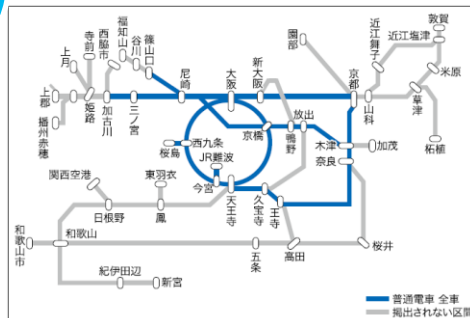 敦賀
近江塩津
近江舞子
園部
福知山
谷川
篠山口
西脇市
寺前
上月
新大阪
大阪
尼崎
京都
山科
米原
草津
柘植
上郡
播州赤穂
姫路
加古川
三ノ宮
京橋
放出
鴫野
木津
加茂
奈良
西九条
桜島
JR難波
今宮
天王寺
久宝寺
王寺
関西空港
東羽衣
日根野
鳳
和歌山市
和歌山
五条
高田
桜井
紀伊田辺
新宮
普通電車 全車
掲出されない区間